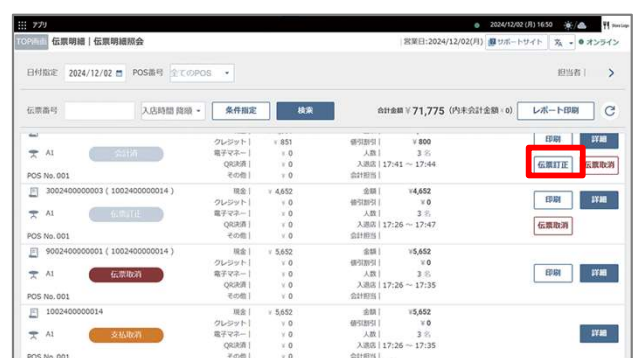 アプリ 2024/12/02 (月) 16:50
TOP画面 伝票明細 | 伝票明細照会 営業日:2024/12/02(月) サポートサイト オンライン
日付指定 2024/12/02 POS番号 全てのPOS 担当者 |
伝票番号 入店時間 降順 条件指定 検索 合計金額 ¥ 71,775 (内未会計金額 ¥ 0) レポート印刷
クレジット | ¥ 851 値引割引 | ¥ 800 印刷 詳細
A1 会計済 電子マネー | ¥ 0 人数 | 3 名
QR決済 | ¥ 0 入退店 | 17:41 ～ 17:44 伝票訂正 伝票取消
POS No. 001 その他 | ¥ 0 会計担当 |
3002400000003 ( 1002400000014 ) 現金 | ¥ 4,652 金額 | ¥4,652
クレジット | ¥ 0 値引割引 | ¥ 0 印刷 詳細
A1 伝票訂正 電子マネー | ¥ 0 人数 | 3 名
QR決済 | ¥ 0 入退店 | 17:26 ～ 17:47 伝票取消
POS No. 001 その他 | ¥ 0 会計担当 |
9002400000001 ( 1002400000014 ) 現金 | ¥ 5,652 金額 | ¥5,652
クレジット | ¥ 0 値引割引 | ¥ 0
A1 伝票取消 電子マネー | ¥ 0 人数 | 3 名 印刷 詳細
QR決済 | ¥ 0 入退店 | 17:26 ～ 17:35
POS No. 001 その他 | ¥ 0 会計担当 |
1002400000014 現金 | ¥ 5,652 金額 | ¥5,652
クレジット | ¥ 0 値引割引 | ¥ 0
A1 支払取消 電子マネー | ¥ 0 人数 | 3 名 詳細
QR決済 | ¥ 0 入退店 | 17:26 ～ 17:35
POS No. 001 その他 | ¥ 0 会計担当 |